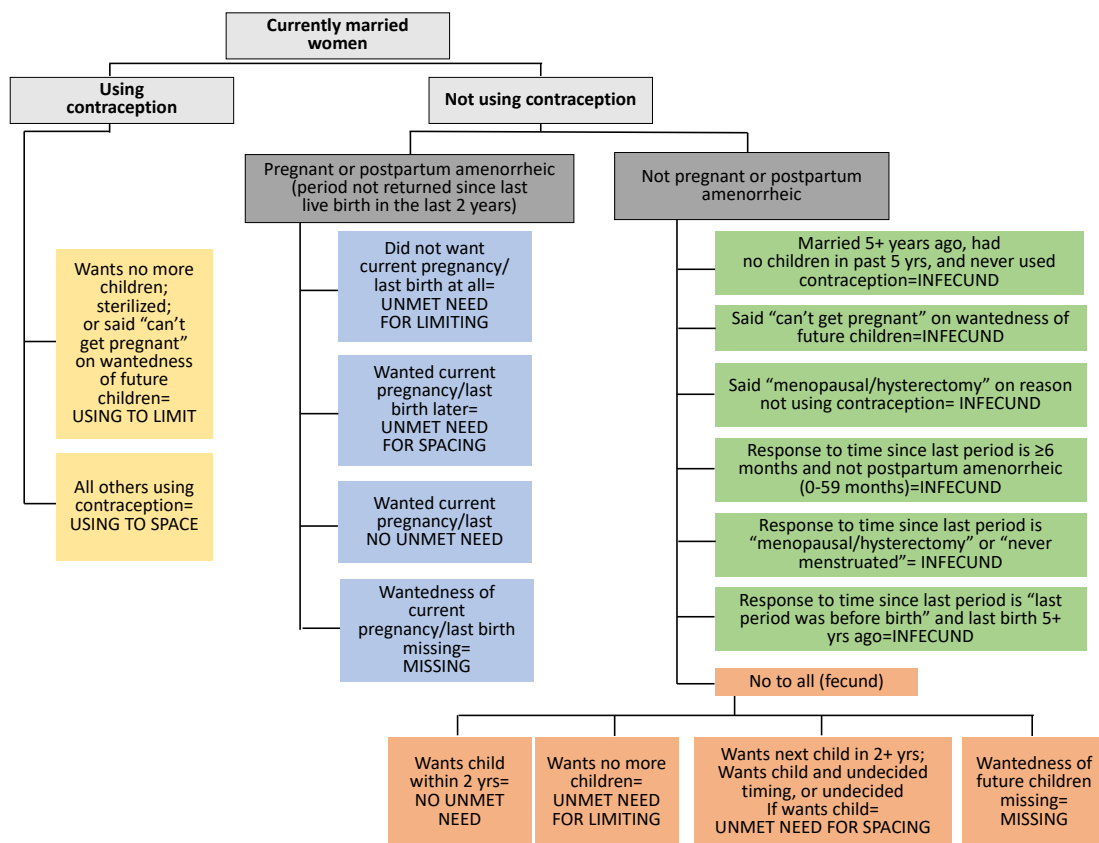 Currently married
women
Using
contraception
Not using contraception
Pregnant or postpartum amenorrheic
(period not returned since last
live birth in the last 2 years)
Not pregnant or postpartum
amenorrheic
Wants no more
children;
sterilized;
or said “can’t
get pregnant”
on wantedness
of future
children=
USING TO LIMIT
All others using
contraception=
USING TO SPACE
Did not want
current pregnancy/
last birth at all=
UNMET NEED
FOR LIMITING
Wanted current
pregnancy/last
birth later=
UNMET NEED
FOR SPACING
Wanted current
pregnancy/last
NO UNMET NEED
Wantedness of
current
pregnancy/last birth
missing=
MISSING
Married 5+ years ago, had
no children in past 5 yrs, and never used
contraception=INFECUND
Said “can’t get pregnant” on wantedness of
future children=INFECUND
Said “menopausal/hysterectomy” on reason
not using contraception= INFECUND
Response to time since last period is ≥6
months and not postpartum amenorrheic
(0-59 months)=INFECUND
Response to time since last period is
“menopausal/hysterectomy” or “never
menstruated”= INFECUND
Response to time since last period is “last
period was before birth” and last birth 5+
yrs ago=INFECUND
No to all (fecund)
Wants child
within 2 yrs=
NO UNMET
NEED
Wants no more
children=
UNMET NEED
FOR LIMITING
Wants next child in 2+ yrs;
Wants child and undecided
timing, or undecided
If wants child=
UNMET NEED FOR SPACING
Wantedness of
future children
missing=
MISSING